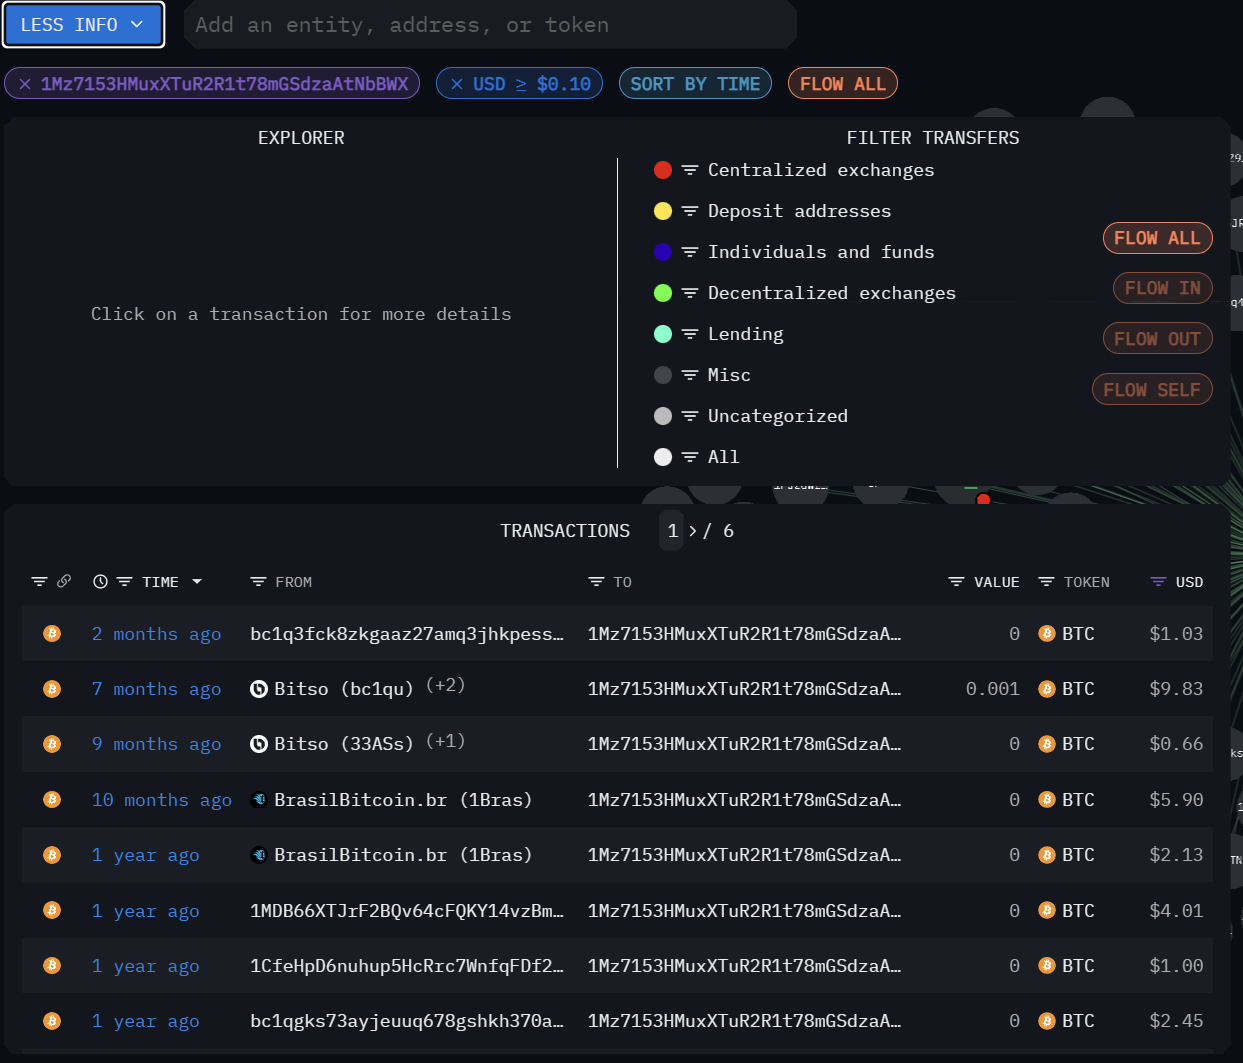 LESS INFO
Add an entity, address, or token
× 1Mz7153HMuxXTuR2R1t78mGSdzaAtNbBWX × USD ≥ $0.10 SORT BY TIME FLOW ALL
EXPLORER
Click on a transaction for more details
FILTER TRANSFERS
Centralized exchanges
Deposit addresses
Individuals and funds
Decentralized exchanges
Lending
Misc
Uncategorized
All
FLOW ALL
FLOW IN
FLOW OUT
FLOW SELF
TRANSACTIONS 1 > / 6
TIME FROM TO VALUE TOKEN USD
2 months ago bc1q3fck8zkgaaz27amq3jhkpess… 1Mz7153HMuxXTuR2R1t78mGSdzaA… 0 BTC $1.03
7 months ago Bitso (bc1qu) (+2) 1Mz7153HMuxXTuR2R1t78mGSdzaA… 0.001 BTC $9.83
9 months ago Bitso (33ASs) (+1) 1Mz7153HMuxXTuR2R1t78mGSdzaA… 0 BTC $0.66
10 months ago BrasilBitcoin.br (1Bras) 1Mz7153HMuxXTuR2R1t78mGSdzaA… 0 BTC $5.90
1 year ago BrasilBitcoin.br (1Bras) 1Mz7153HMuxXTuR2R1t78mGSdzaA… 0 BTC $2.13
1 year ago 1MDB66XTJrF2BQv64cFQKY14vzBm… 1Mz7153HMuxXTuR2R1t78mGSdzaA… 0 BTC $4.01
1 year ago 1CfeHpD6nuhup5HcRrc7WnfqFDf2… 1Mz7153HMuxXTuR2R1t78mGSdzaA… 0 BTC $1.00
1 year ago bc1qgks73ayjeuuq678gshkh370a… 1Mz7153HMuxXTuR2R1t78mGSdzaA… 0 BTC $2.45